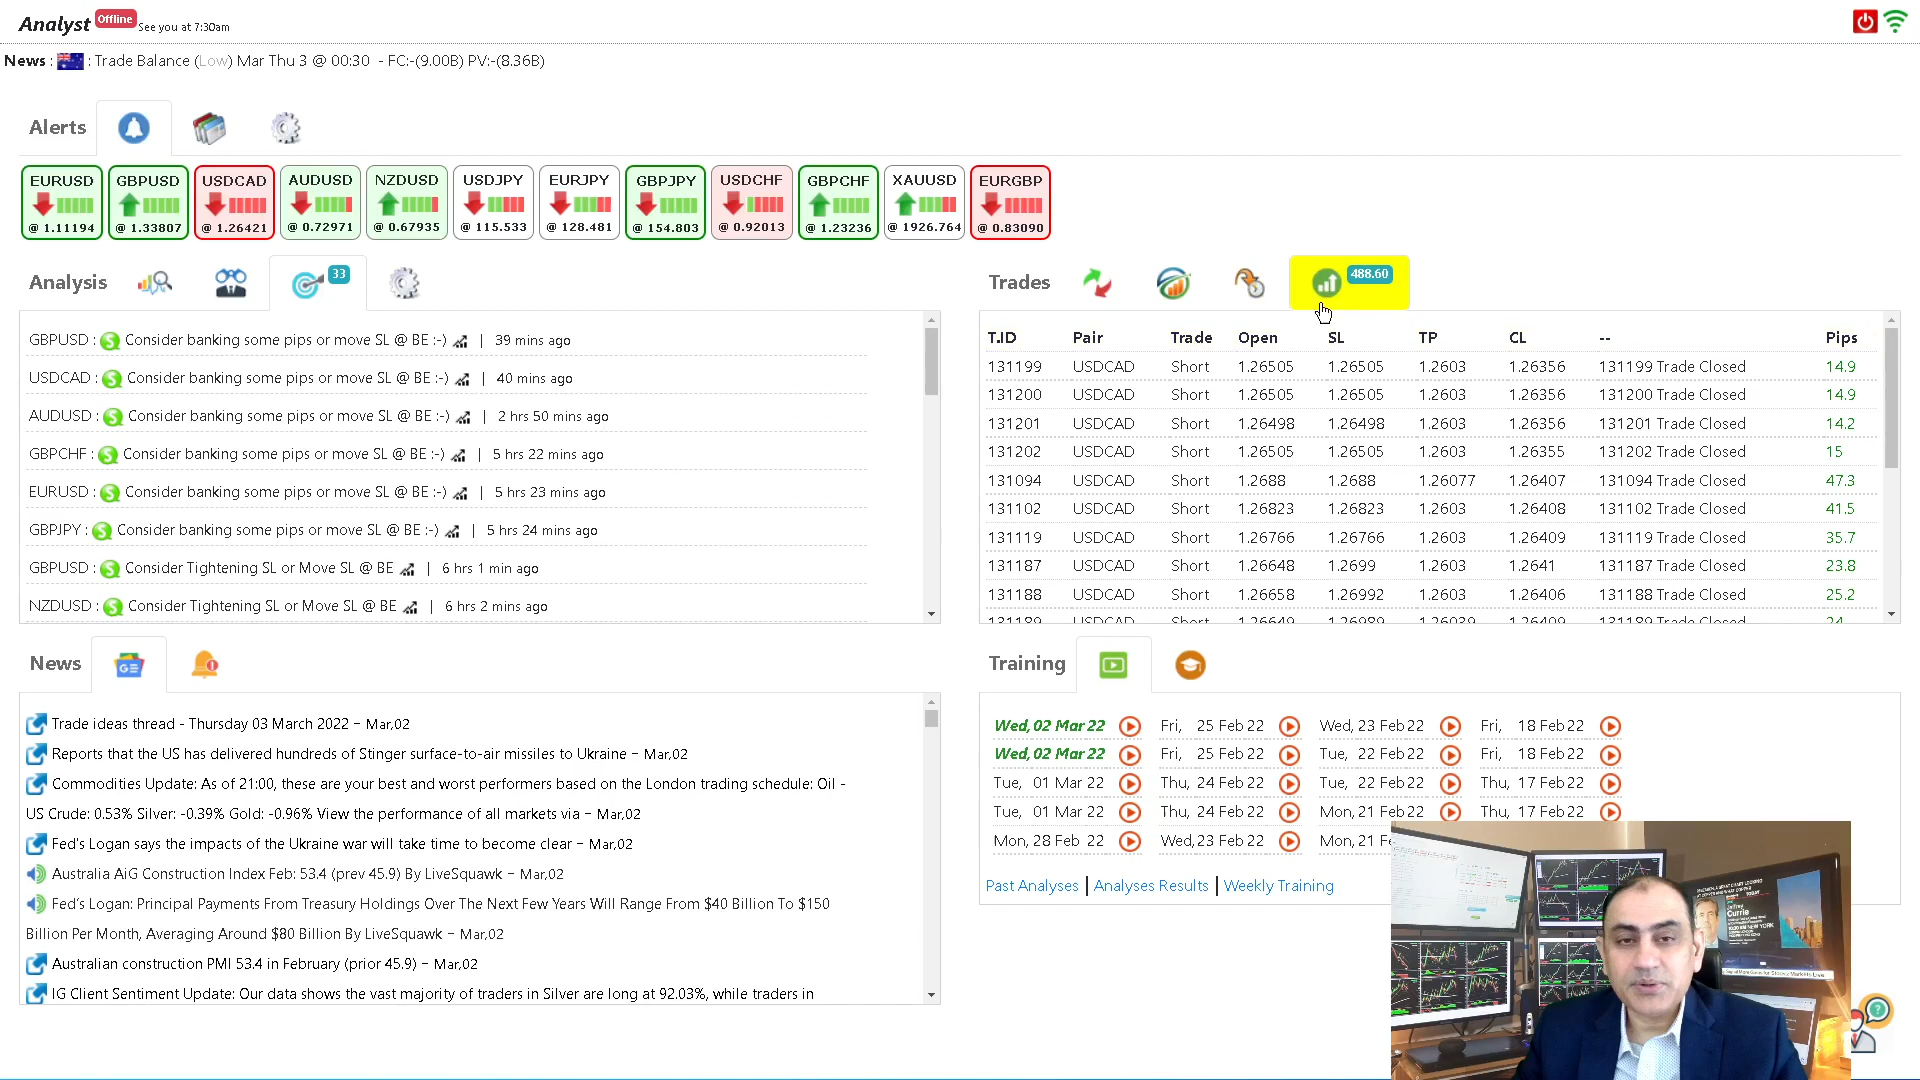 Analyst Offline See you at 7:30am
News : : Trade Balance (Low) Mar Thu 3 @ 00:30 - FC:-(9.00B) PV:-(8.36B)
Alerts
EURUSD GBPUSD USDCAD AUDUSD NZDUSD USDJPY EURJPY GBPJPY USDCHF GBPCHF XAUUSD EURGBP
@ 1.11194 @ 1.33807 @ 1.26421 @ 0.72971 @ 0.67935 @ 115.533 @ 128.481 @ 154.803 @ 0.92013 @ 1.23236 @ 1926.764 @ 0.83090
Analysis 33
GBPUSD : Consider banking some pips or move SL @ BE :-) | 39 mins ago
USDCAD : Consider banking some pips or move SL @ BE :-) | 40 mins ago
AUDUSD : Consider banking some pips or move SL @ BE :-) | 2 hrs 50 mins ago
GBPCHF : Consider banking some pips or move SL @ BE :-) | 5 hrs 22 mins ago
EURUSD : Consider banking some pips or move SL @ BE :-) | 5 hrs 23 mins ago
GBPJPY : Consider banking some pips or move SL @ BE :-) | 5 hrs 24 mins ago
GBPUSD : Consider Tightening SL or Move SL @ BE | 6 hrs 1 min ago
NZDUSD : Consider Tightening SL or Move SL @ BE | 6 hrs 2 mins ago
Trades 488.60
T.ID Pair Trade Open SL TP CL -- Pips
131199 USDCAD Short 1.26505 1.26505 1.2603 1.26356 131199 Trade Closed 14.9
131200 USDCAD Short 1.26505 1.26505 1.2603 1.26356 131200 Trade Closed 14.9
131201 USDCAD Short 1.26498 1.26498 1.2603 1.26356 131201 Trade Closed 14.2
131202 USDCAD Short 1.26505 1.26505 1.2603 1.26355 131202 Trade Closed 15
131094 USDCAD Short 1.2688 1.2688 1.26077 1.26407 131094 Trade Closed 47.3
131102 USDCAD Short 1.26823 1.26823 1.2603 1.26408 131102 Trade Closed 41.5
131119 USDCAD Short 1.26766 1.26766 1.2603 1.26409 131119 Trade Closed 35.7
131187 USDCAD Short 1.26648 1.2699 1.2603 1.2641 131187 Trade Closed 23.8
131188 USDCAD Short 1.26658 1.26992 1.2603 1.26406 131188 Trade Closed 25.2
131189 USDCAD Short 1.26649 1.26989 1.26039 1.26409 131189 Trade Closed 24
News
Trade ideas thread - Thursday 03 March 2022 – Mar,02
Reports that the US has delivered hundreds of Stinger surface-to-air missiles to Ukraine – Mar,02
Commodities Update: As of 21:00, these are your best and worst performers based on the London trading schedule: Oil -
US Crude: 0.53% Silver: -0.39% Gold: -0.96% View the performance of all markets via – Mar,02
Fed's Logan says the impacts of the Ukraine war will take time to become clear – Mar,02
Australia AiG Construction Index Feb: 53.4 (prev 45.9) By LiveSquawk – Mar,02
Fed's Logan: Principal Payments From Treasury Holdings Over The Next Few Years Will Range From $40 Billion To $150
Billion Per Month, Averaging Around $80 Billion By LiveSquawk – Mar,02
Australian construction PMI 53.4 in February (prior 45.9) – Mar,02
IG Client Sentiment Update: Our data shows the vast majority of traders in Silver are long at 92.03%, while traders in
Training
Wed, 02 Mar 22 Fri, 25 Feb 22 Wed, 23 Feb 22 Fri, 18 Feb 22
Wed, 02 Mar 22 Fri, 25 Feb 22 Tue, 22 Feb 22 Fri, 18 Feb 22
Tue, 01 Mar 22 Thu, 24 Feb 22 Tue, 22 Feb 22 Thu, 17 Feb 22
Tue, 01 Mar 22 Thu, 24 Feb 22 Mon, 21 Feb 22 Thu, 17 Feb 22
Mon, 28 Feb 22 Wed, 23 Feb 22 Mon, 21 Fe
Past Analyses | Analyses Results | Weekly Training
Jeffrey
Currie
NEW YORK